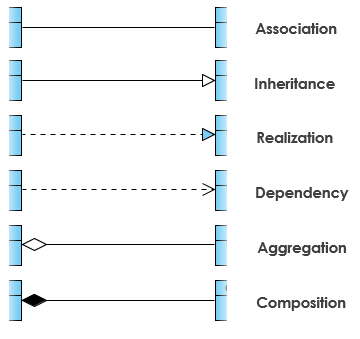 Association
Inheritance
Realization
Dependency
Aggregation
Composition